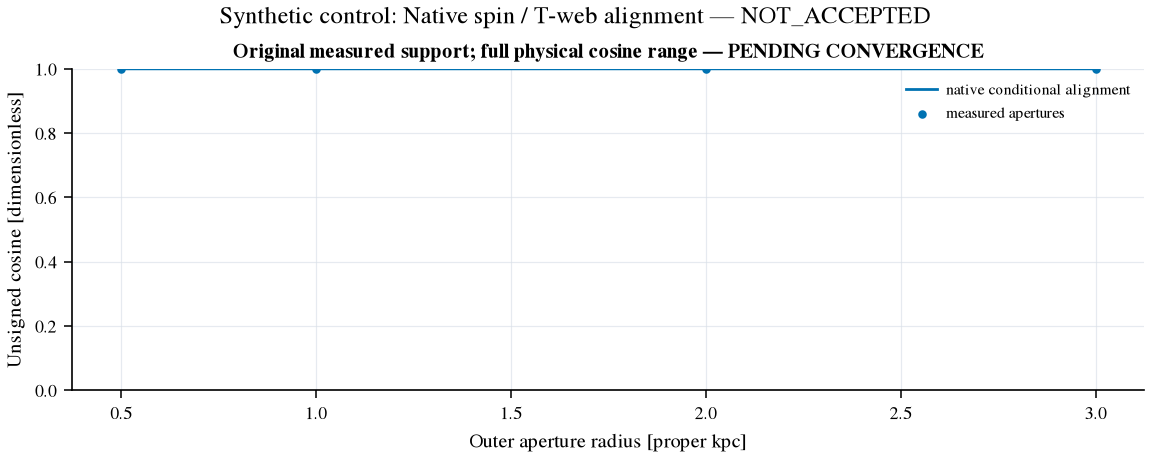 Synthetic control: Native spin / T-web alignment — NOT_ACCEPTED
Original measured support; full physical cosine range — PENDING CONVERGENCE
native conditional alignment
measured apertures
Unsigned cosine [dimensionless]
1.0
0.8
0.6
0.4
0.2
0.0
0.5 1.0 1.5 2.0 2.5 3.0
Outer aperture radius [proper kpc]